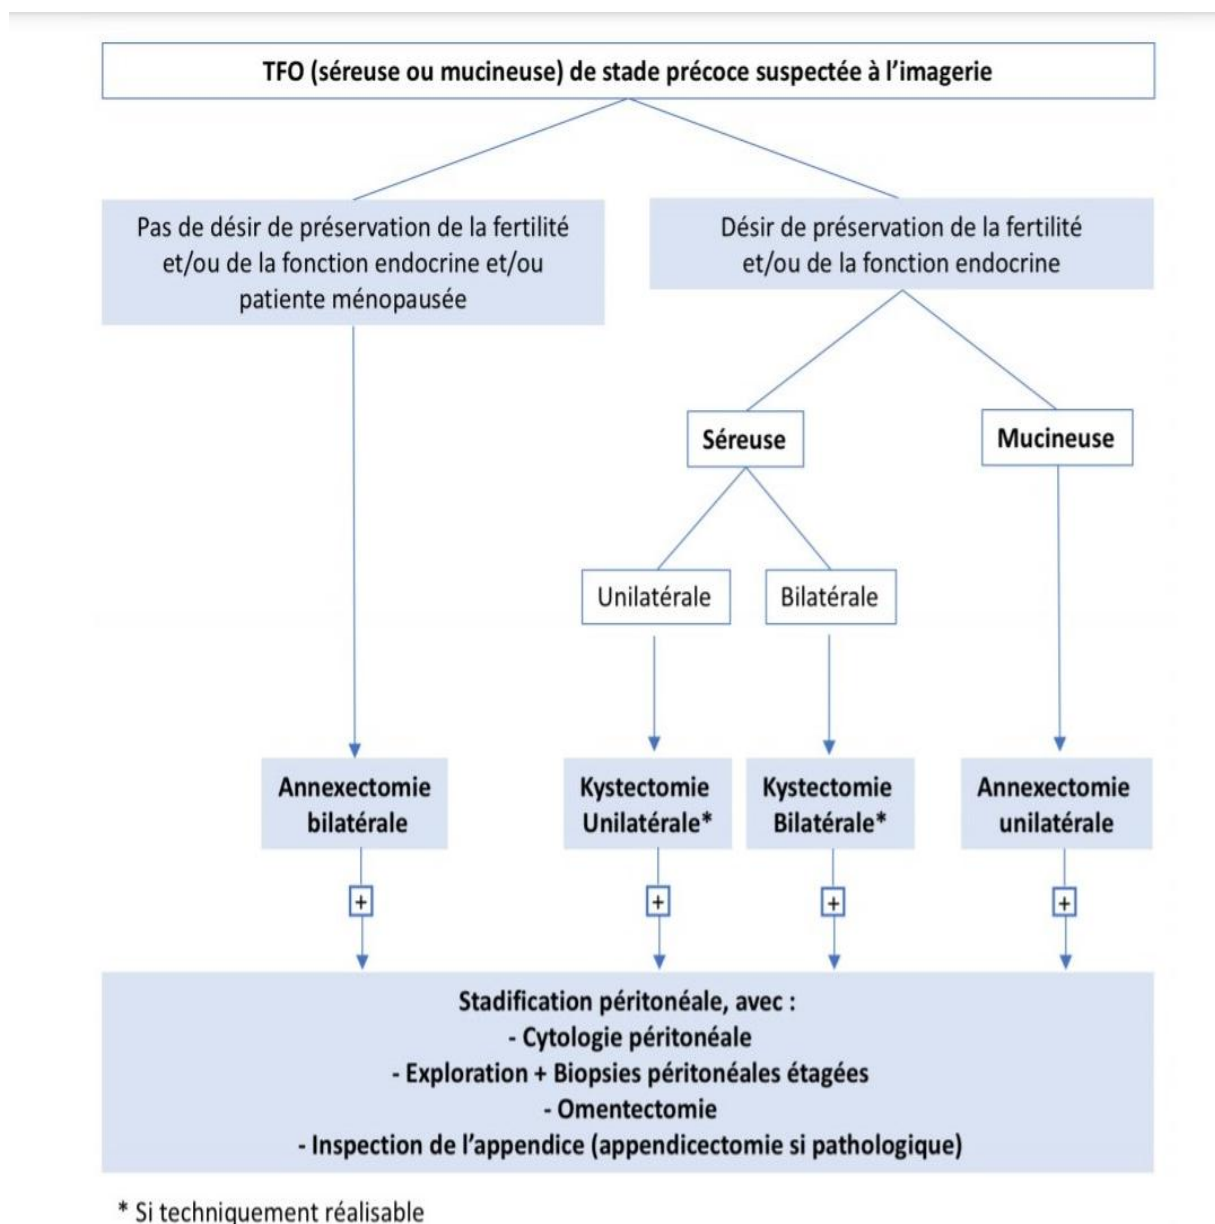 TFO (séreuse ou mucineuse) de stade précoce suspectée à l'imagerie
Pas de désir de préservation de la fertilité
et/ou de la fonction endocrine et/ou
patiente ménopausée
Désir de préservation de la fertilité
et/ou de la fonction endocrine
Séreuse
Mucineuse
Unilatérale
Bilatérale
Annexectomie
bilatérale
Kystectomie
Unilatérale*
Kystectomie
Bilatérale*
Annexectomie
unilatérale
+
+
+
+
Stadification péritonéale, avec :
- Cytologie péritonéale
- Exploration + Biopsies péritonéales étagées
- Omentectomie
- Inspection de l'appendice (appendicectomie si pathologique)
* Si techniquement réalisable